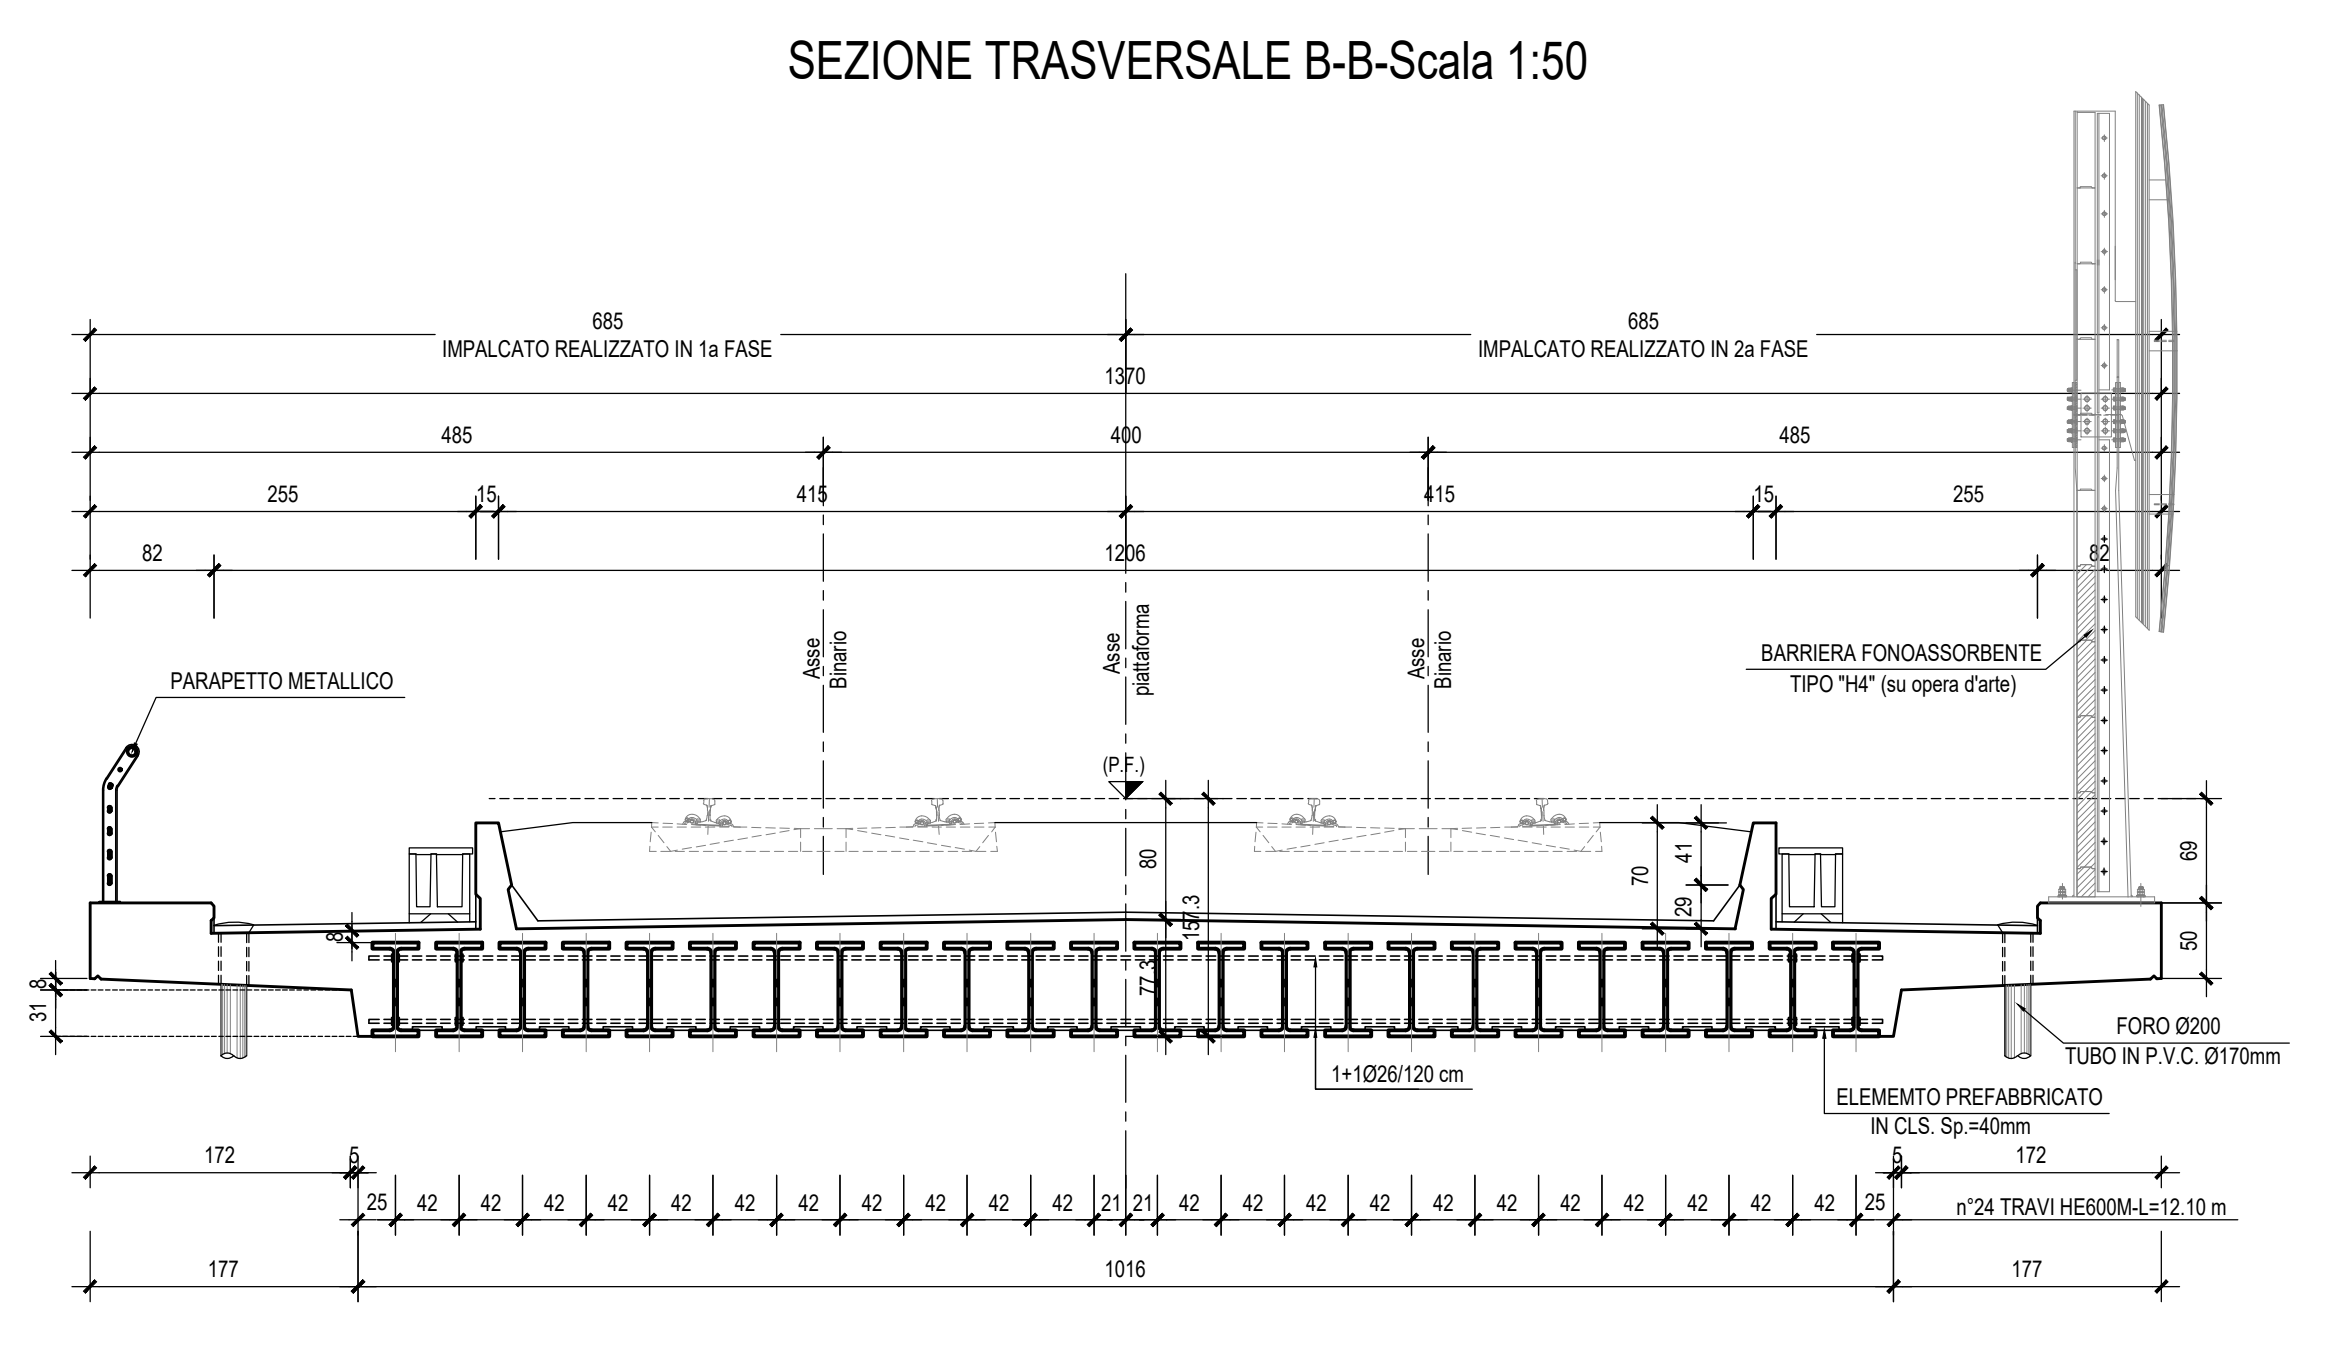 SEZIONE TRASVERSALE B-B-Scala 1:50
685
IMPALCATO REALIZZATO IN 1a FASE
685
IMPALCATO REALIZZATO IN 2a FASE
1370
485
400
485
255
15
415
415
15
255
82
1206
82
Asse
Binario
Asse
piattaforma
Asse
Binario
PARAPETTO METALLICO
BARRIERA FONOASSORBENTE
TIPO "H4" (su opera d'arte)
(P.F.)
80
157.3
77.3
70
41
29
69
50
8
8
31
1+1Ø26/120 cm
FORO Ø200
TUBO IN P.V.C. Ø170mm
ELEMEMTO PREFABBRICATO
IN CLS. Sp.=40mm
172
5
5
172
25 42 42 42 42 42 42 42 42 42 42 42 21 21 42 42 42 42 42 42 42 42 42 42 42 25
n°24 TRAVI HE600M-L=12.10 m
177
1016
177